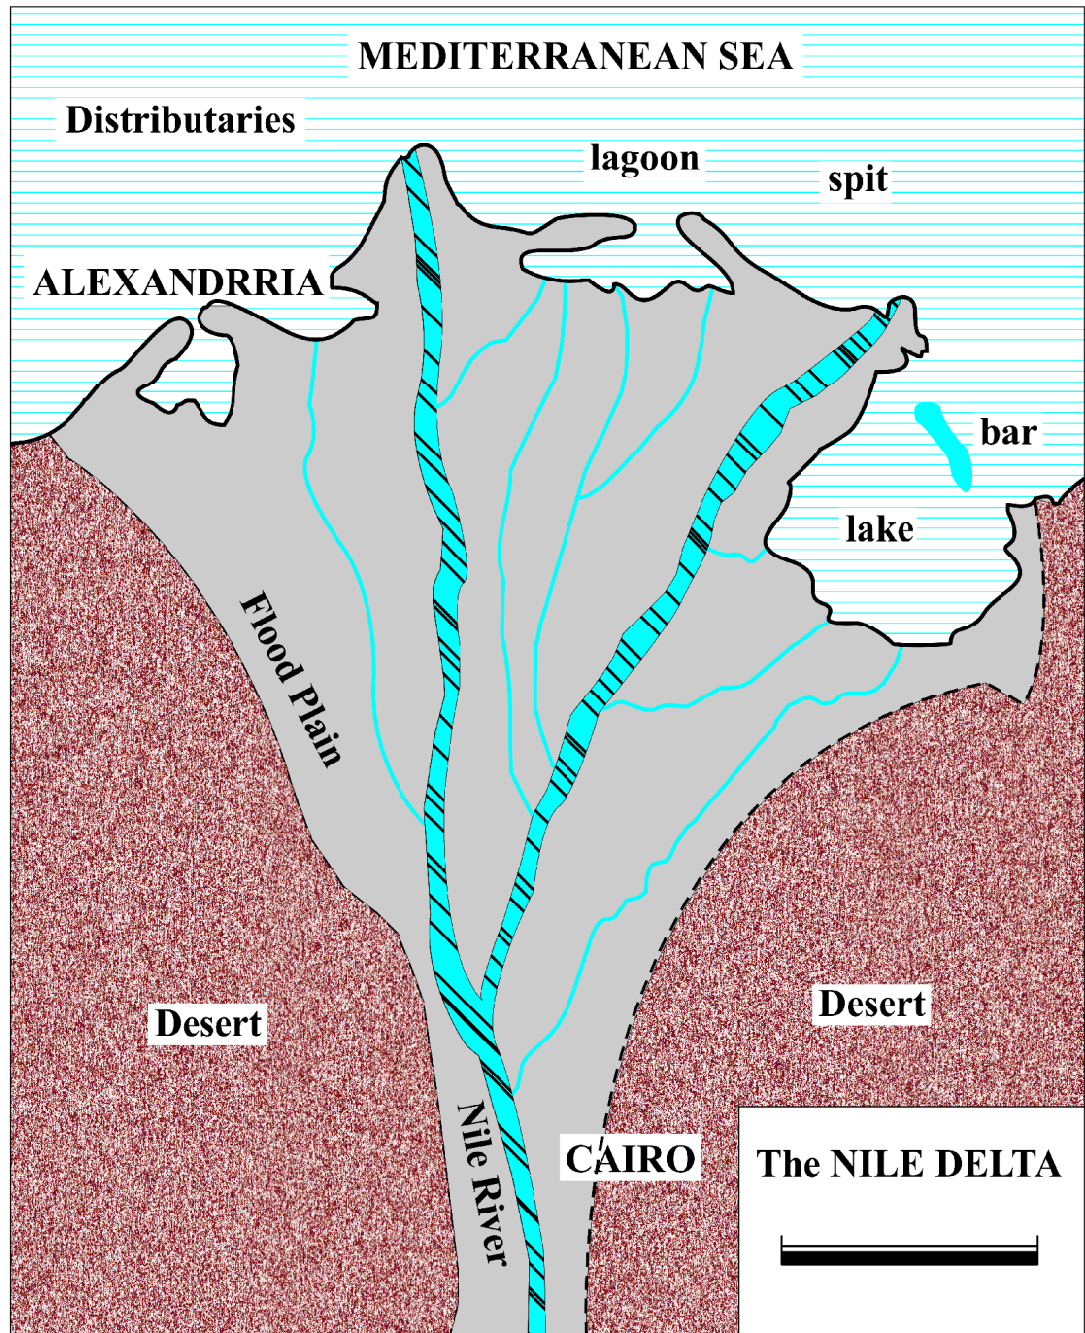 MEDITERRANEAN SEA
Distributaries
lagoon
spit
ALEXANDRRIA
bar
lake
Flood Plain
Desert
Desert
Nile River
CAIRO
The NILE DELTA